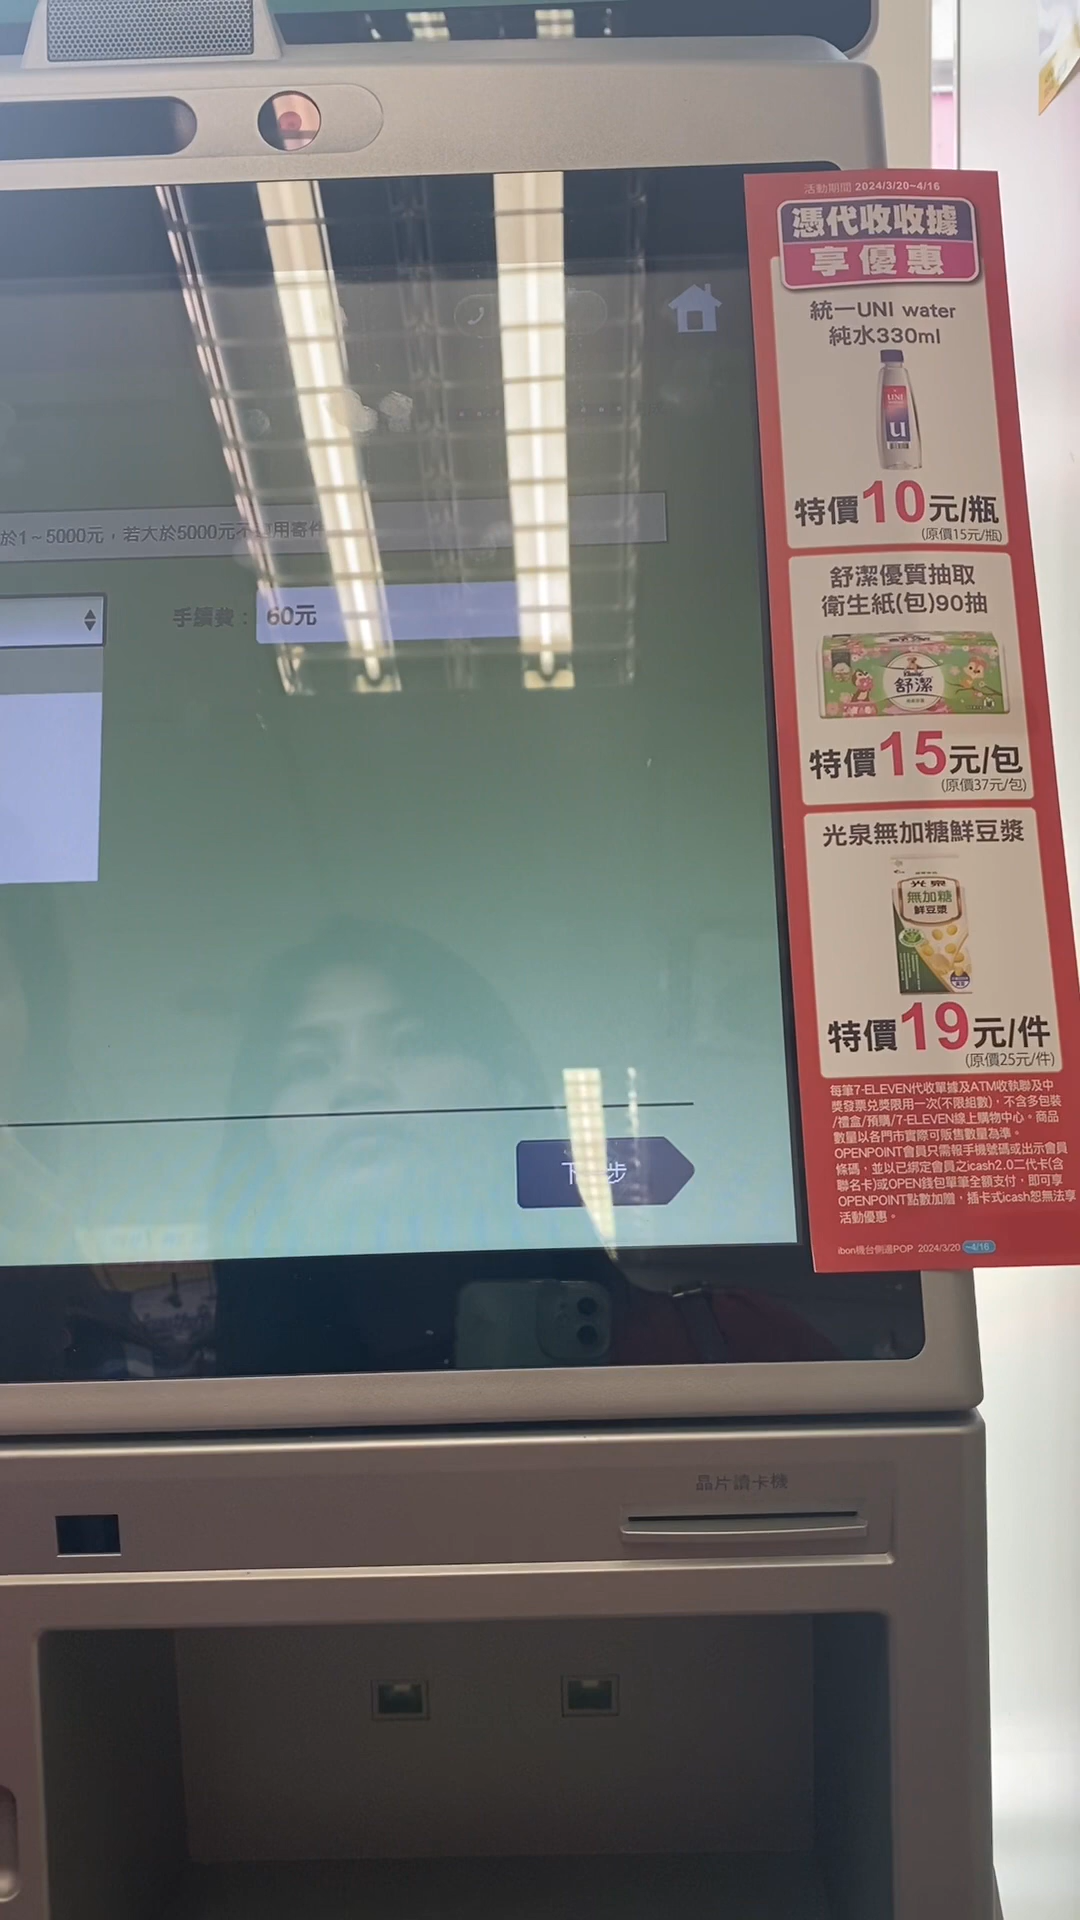 於1~5000元，若大於5000元不適用寄件
手續費：
60元
下一步
晶片讀卡機
活動期間 2024/3/20~4/16
憑代收收據
享優惠
統一UNI water
純水330ml
UNI
u
特價10元/瓶
(原價15元/瓶)
舒潔優質抽取
衛生紙(包)90抽
舒潔
特價15元/包
(原價37元/包)
光泉無加糖鮮豆漿
光泉
無加糖
鮮豆漿
特價19元/件
(原價25元/件)
每筆7-ELEVEN代收單據及ATM收執聯及中
獎發票兌獎限用一次(不限組數)，不含多包裝
/禮盒/預購/7-ELEVEN線上購物中心。商品
數量以各門市實際可販售數量為準。
OPENPOINT會員只需報手機號碼或出示會員
條碼，並以已綁定會員之icash2.0二代卡(含
聯名卡)或OPEN錢包單筆全額支付，即可享
OPENPOINT點數加贈，插卡式icash恕無法享
活動優惠。
ibon機台側邊POP 2024/3/20 ~4/16